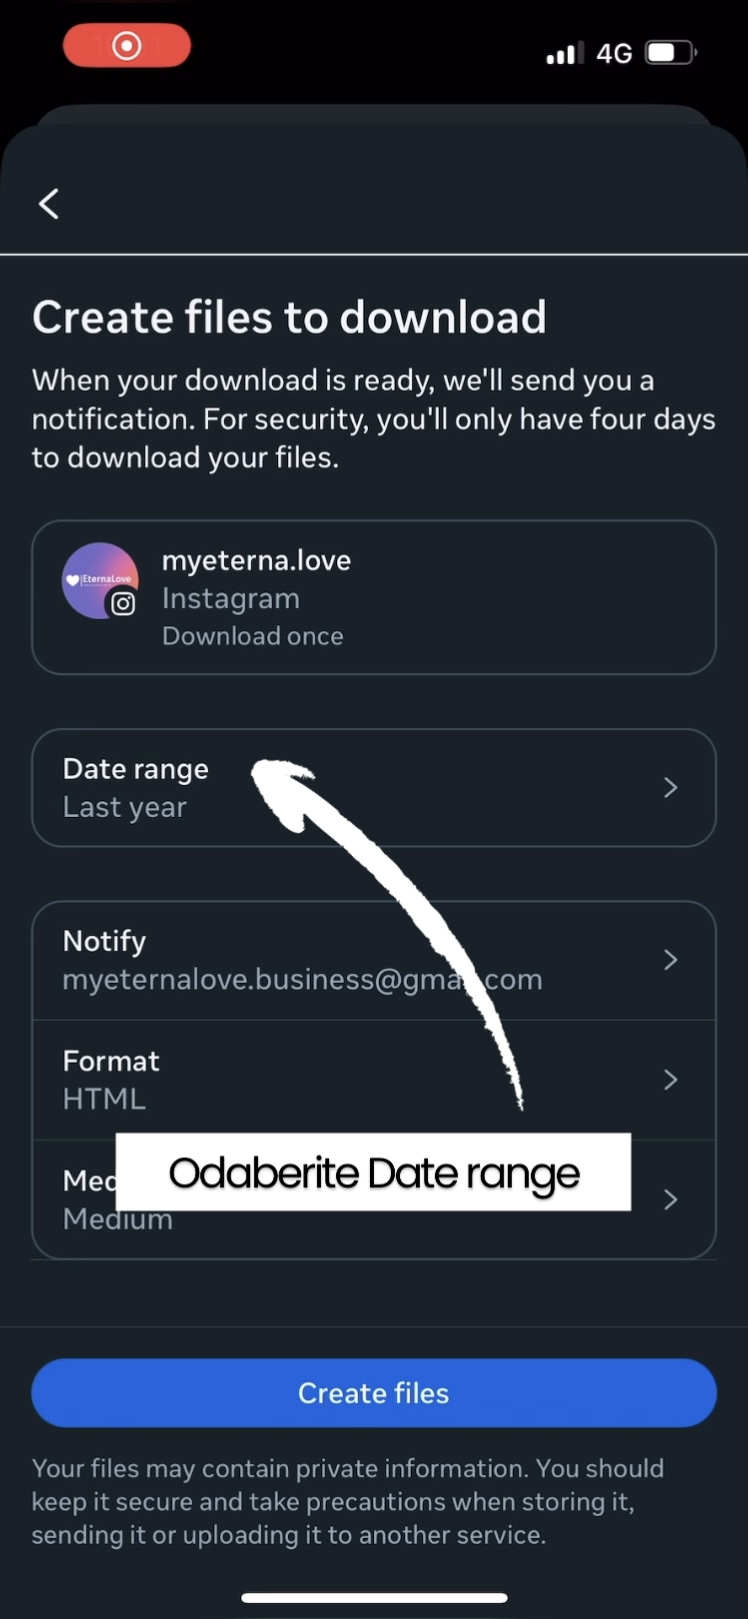 4G
Create files to download
When your download is ready, we'll send you a
notification. For security, you'll only have four days
to download your files.
EternaLove
myeterna.love
Instagram
Download once
Date range
Last year
Notify
myeternalove.business@gma com
Format
HTML
Med
Odaberite Date range
Medium
Create files
Your files may contain private information. You should
keep it secure and take precautions when storing it,
sending it or uploading it to another service.